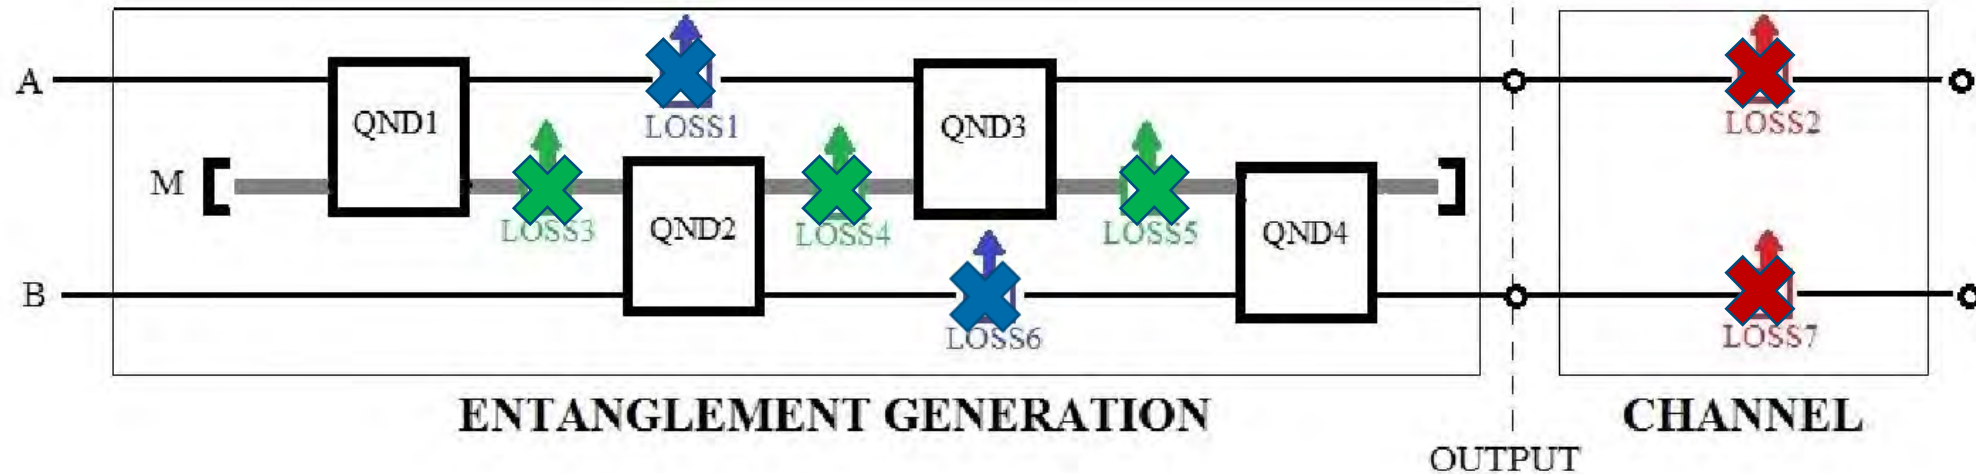 A
QND1
LOSS1
QND3
LOSS2
M
LOSS3
QND2
LOSS4
LOSS5
QND4
B
LOSS6
LOSS7
ENTANGLEMENT GENERATION
CHANNEL
OUTPUT